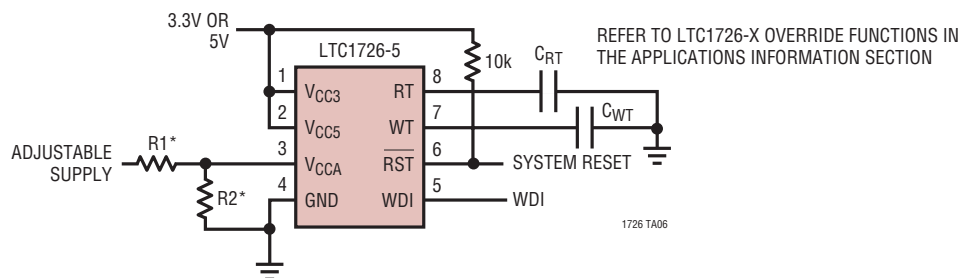 3.3V OR
5V
LTC1726-5
10k
CRT
REFER TO LTC1726-X OVERRIDE FUNCTIONS IN
THE APPLICATIONS INFORMATION SECTION
1
VCC3
RT
8
2
VCC5
WT
7
CWT
ADJUSTABLE
SUPPLY
R1*
3
VCCA
RST
6
SYSTEM RESET
R2*
4
GND
WDI
5
WDI
1726 TA06